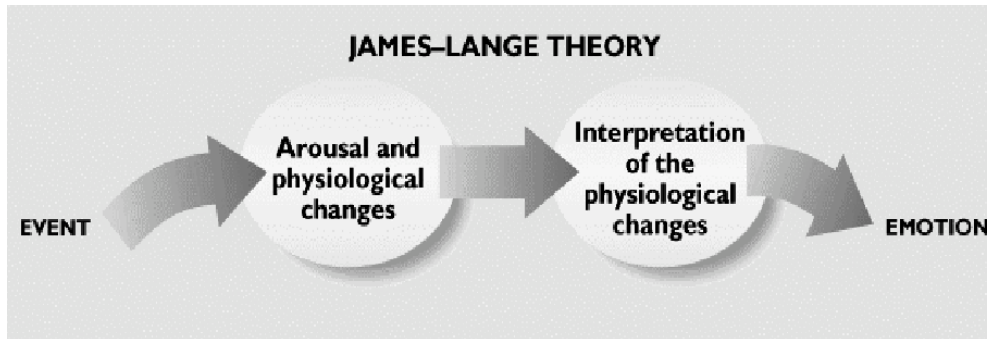 JAMES–LANGE THEORY
EVENT
Arousal and
physiological
changes
Interpretation
of the
physiological
changes
EMOTION